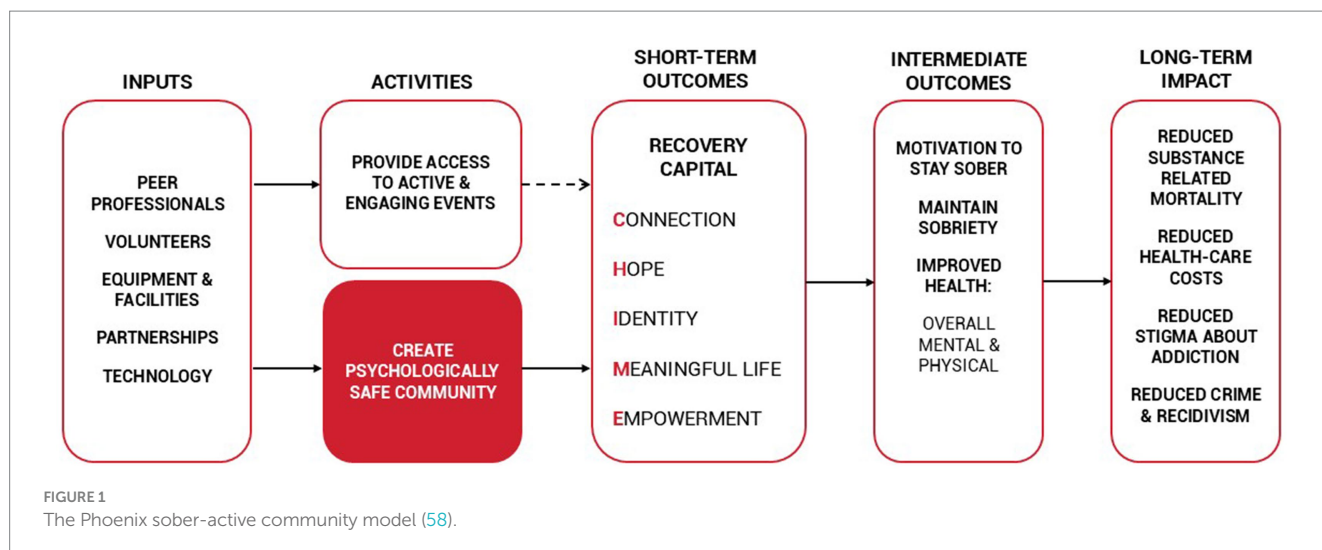 INPUTS
PEER
PROFESSIONALS
VOLUNTEERS
EQUIPMENT &
FACILITIES
PARTNERSHIPS
TECHNOLOGY
ACTIVITIES
PROVIDE ACCESS
TO ACTIVE &
ENGAGING EVENTS
CREATE
PSYCHOLOGICALLY
SAFE COMMUNITY
SHORT-TERM
OUTCOMES
RECOVERY
CAPITAL
CONNECTION
HOPE
IDENTITY
MEANINGFUL LIFE
EMPOWERMENT
INTERMEDIATE
OUTCOMES
MOTIVATION TO
STAY SOBER
MAINTAIN
SOBRIETY
IMPROVED
HEALTH:
OVERALL
MENTAL &
PHYSICAL
LONG-TERM
IMPACT
REDUCED
SUBSTANCE
RELATED
MORTALITY
REDUCED
HEALTH-CARE
COSTS
REDUCED
STIGMA ABOUT
ADDICTION
REDUCED CRIME
& RECIDIVISM
FIGURE 1
The Phoenix sober-active community model (58).